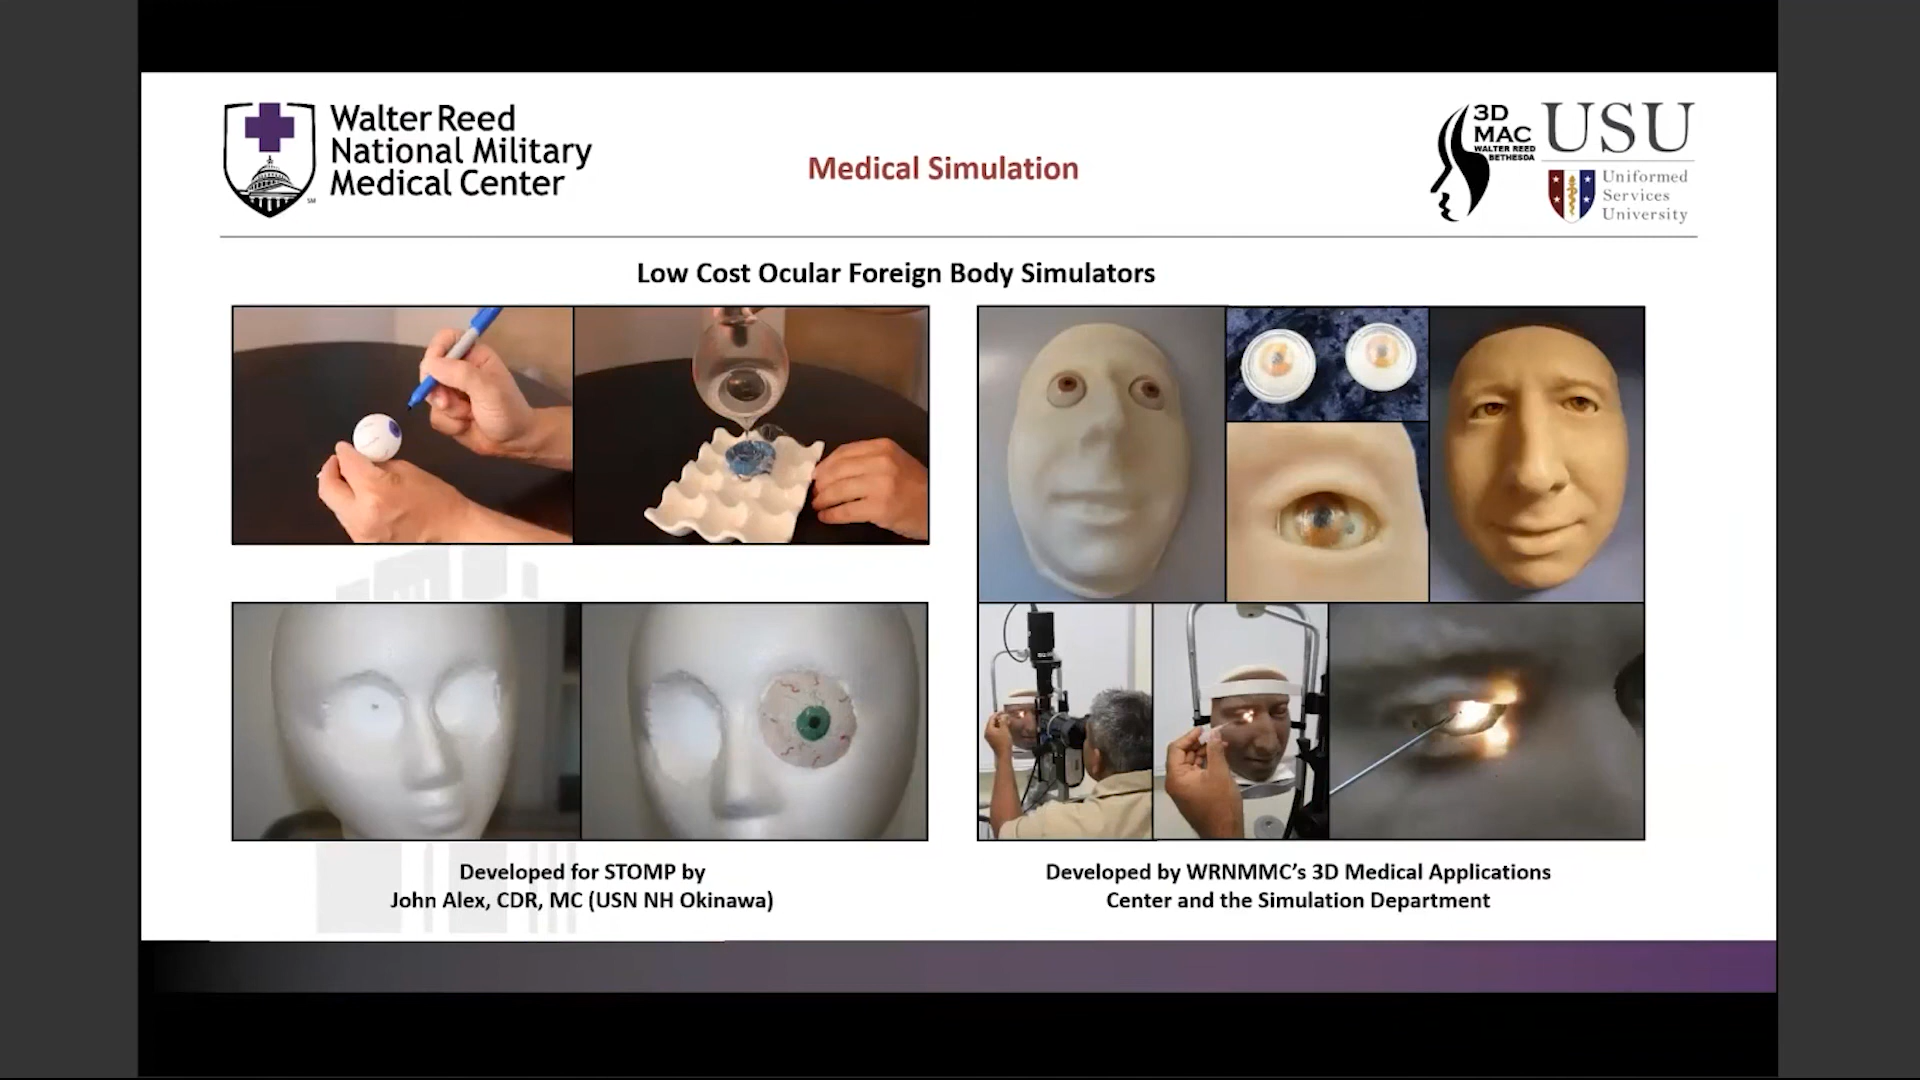 Walter Reed
National Military
Medical Center
SM
Medical Simulation
3D
MAC
WALTER REED
BETHESDA
USU
Uniformed
Services
University
Low Cost Ocular Foreign Body Simulators
Developed for STOMP by
John Alex, CDR, MC (USN NH Okinawa)
Developed by WRNMMC's 3D Medical Applications
Center and the Simulation Department